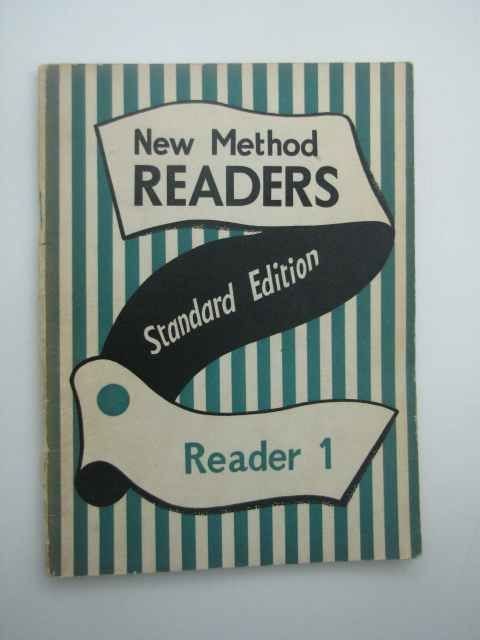 New Method
READERS
Standard Edition
Reader 1